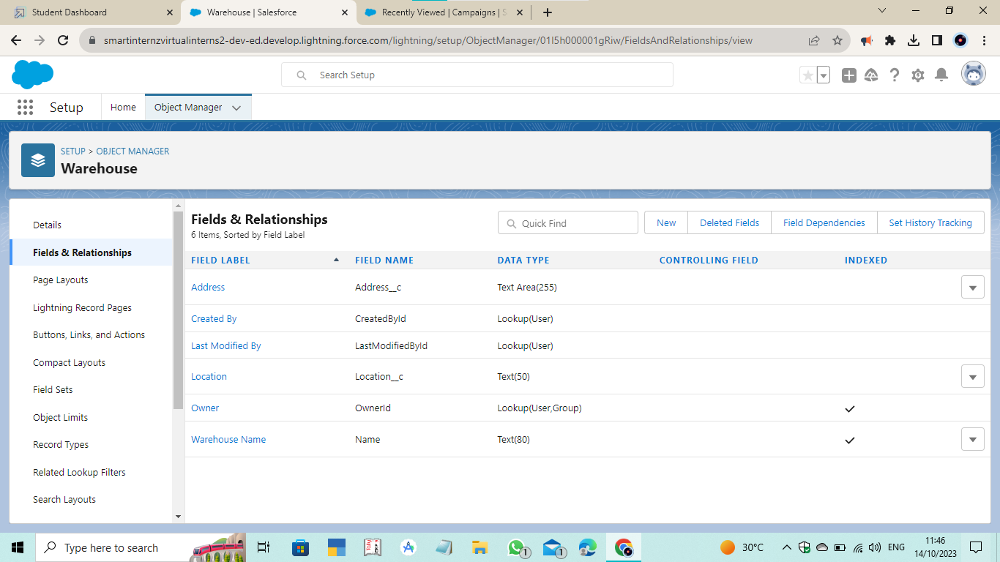 Student Dashboard
Warehouse | Salesforce
Recently Viewed | Campaigns | S
smartinternzvirtualinterns2-dev-ed.develop.lightning.force.com/lightning/setup/ObjectManager/01I5h000001gRiw/FieldsAndRelationships/view
Search Setup
Setup
Home
Object Manager
SETUP > OBJECT MANAGER
Warehouse
Details
Fields & Relationships
Page Layouts
Lightning Record Pages
Buttons, Links, and Actions
Compact Layouts
Field Sets
Object Limits
Record Types
Related Lookup Filters
Search Layouts
Fields & Relationships
6 Items, Sorted by Field Label
Quick Find
New
Deleted Fields
Field Dependencies
Set History Tracking
FIELD LABEL FIELD NAME DATA TYPE CONTROLLING FIELD INDEXED
Address Address__c Text Area(255)
Created By CreatedById Lookup(User)
Last Modified By LastModifiedById Lookup(User)
Location Location__c Text(50)
Owner OwnerId Lookup(User,Group)
Warehouse Name Name Text(80)
Type here to search
1
1
30°C
ENG
11:46
14/10/2023